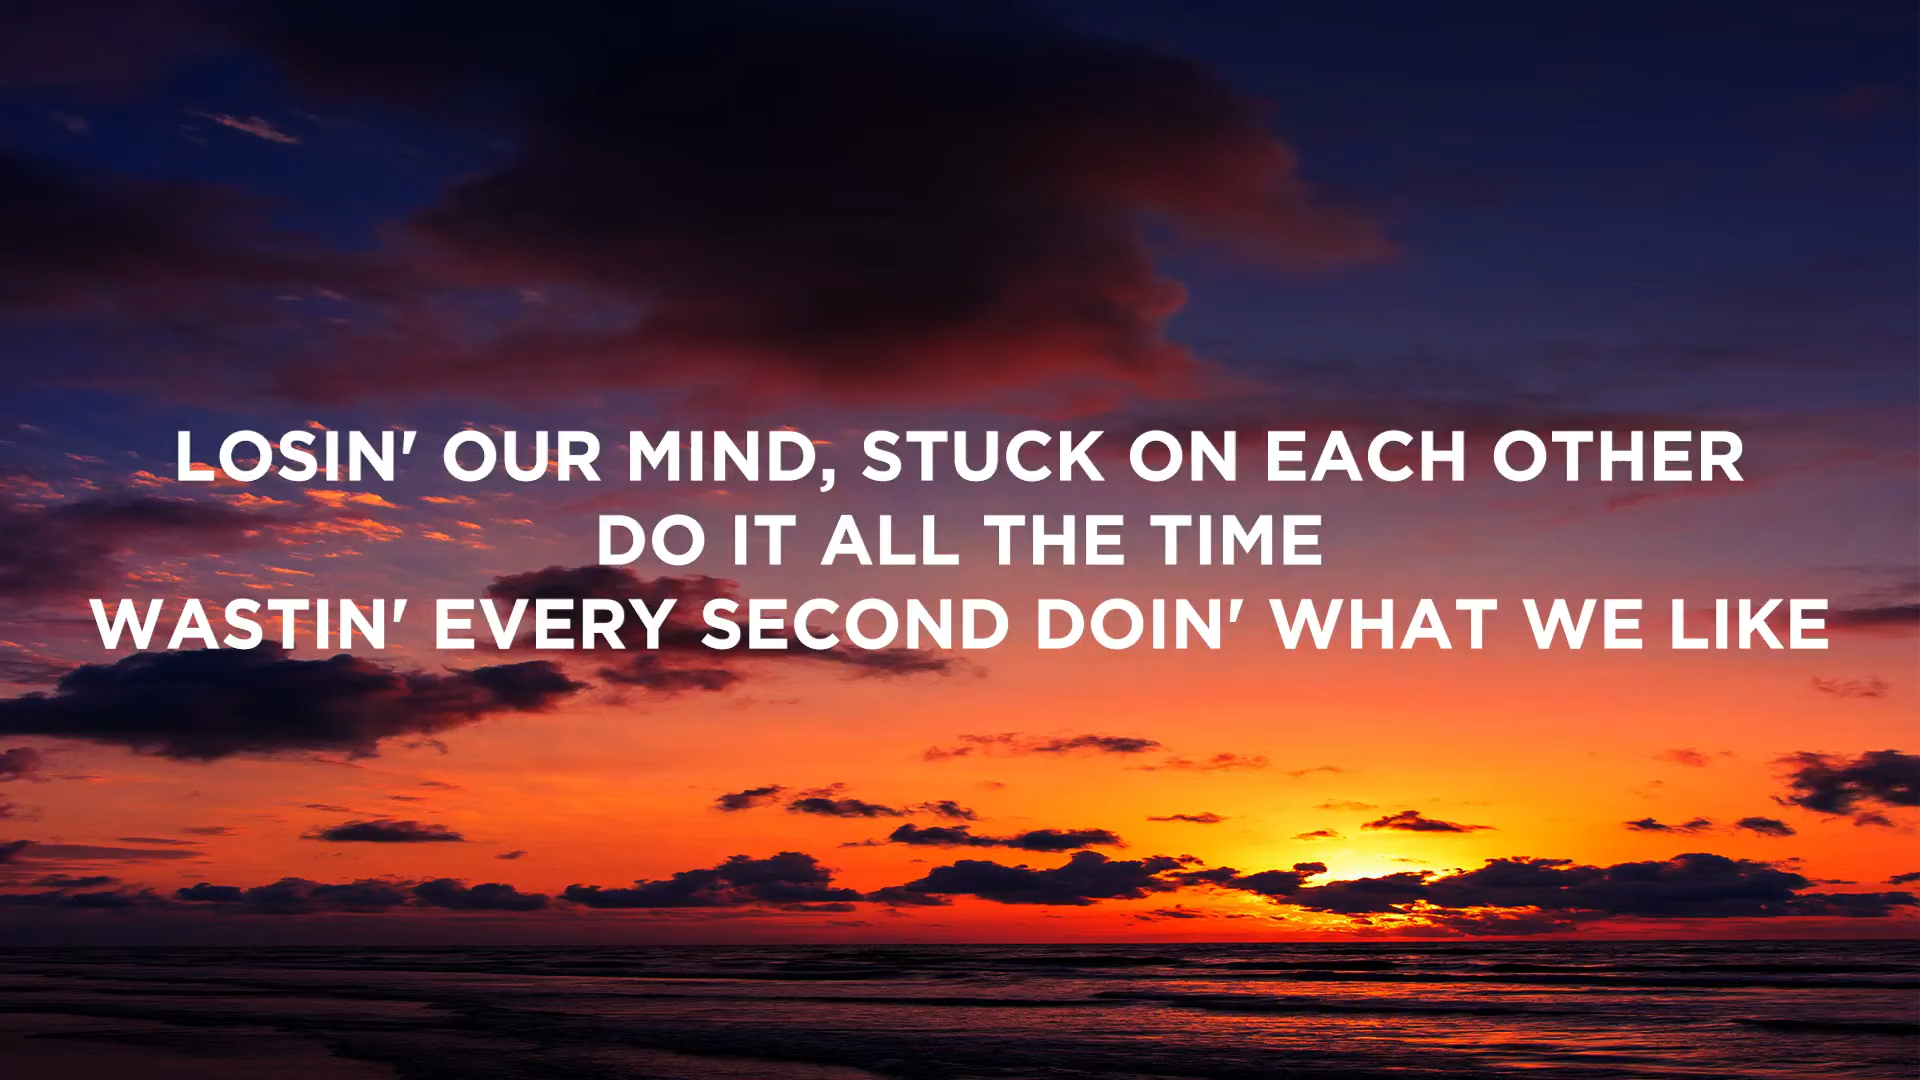 LOSIN' OUR MIND, STUCK ON EACH OTHER
DO IT ALL THE TIME
WASTIN' EVERY SECOND DOIN' WHAT WE LIKE